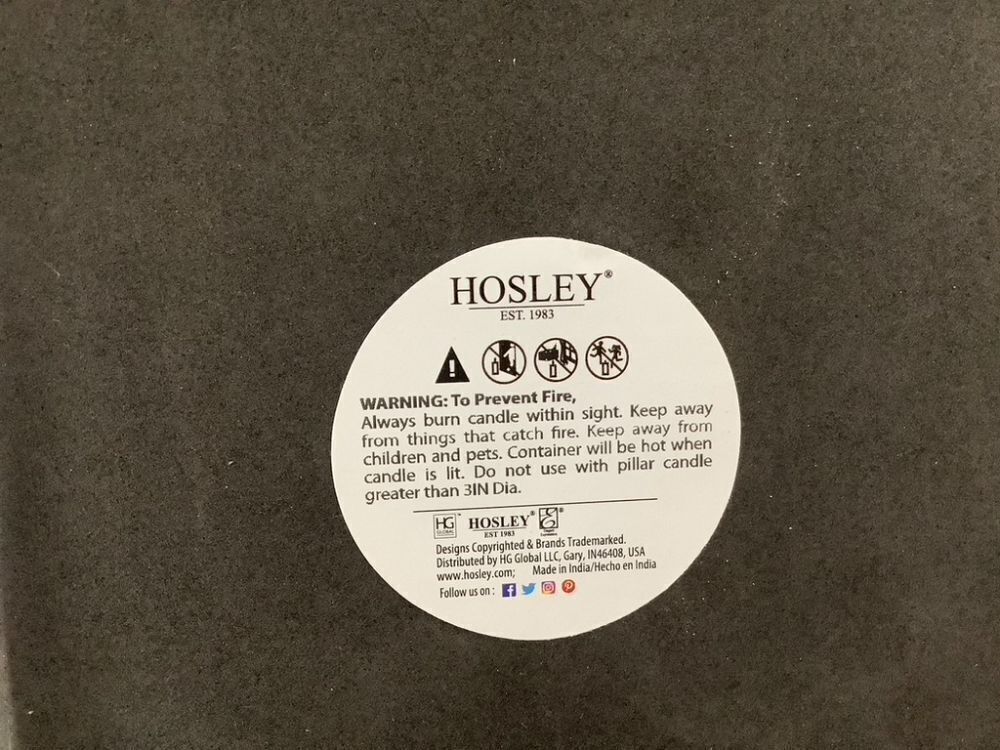 HOSLEY®
EST. 1983
WARNING: To Prevent Fire,
Always burn candle within sight. Keep away
from things that catch fire. Keep away from
children and pets. Container will be hot when
candle is lit. Do not use with pillar candle
greater than 3IN Dia.
HG GLOBAL ™ HOSLEY® EST 1983 ®
Designs Copyrighted & Brands Trademarked.
Distributed by HG Global LLC, Gary, IN46408, USA
www.hosley.com; Made in India/Hecho en India
Follow us on :